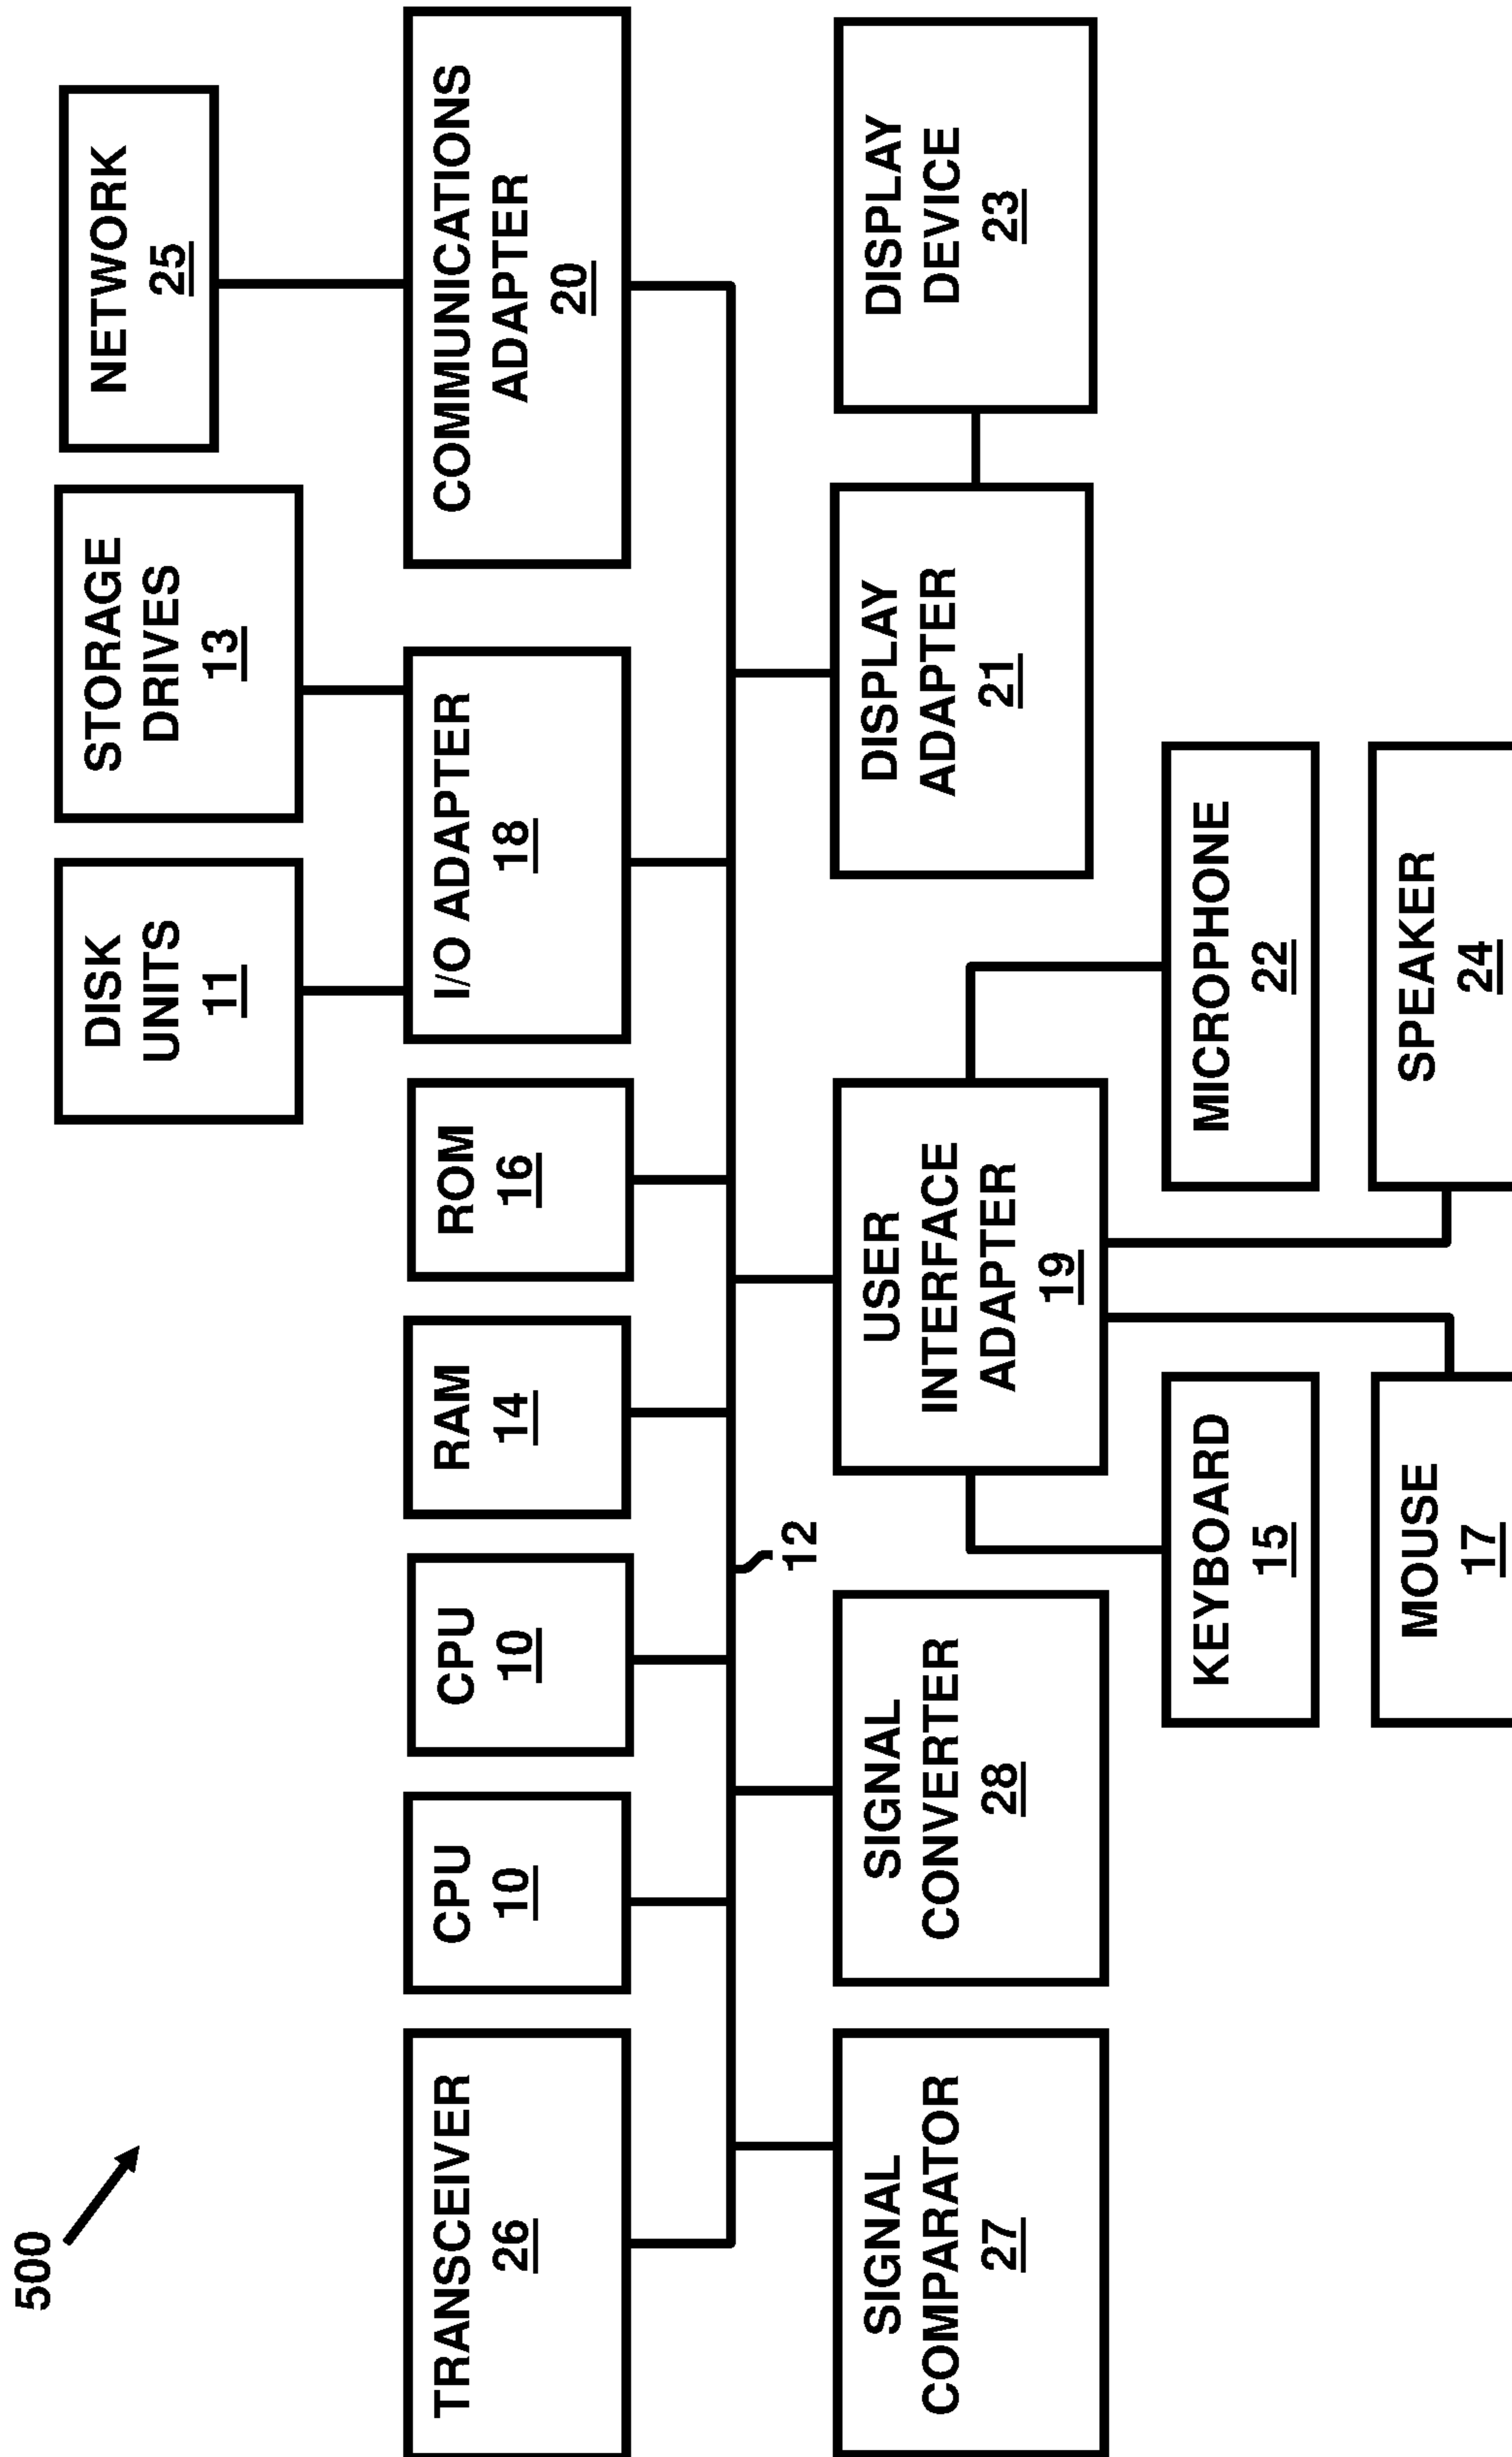 500
DISK
UNITS
11
STORAGE
DRIVES
13
NETWORK
25
TRANSCEIVER
26
CPU
10
CPU
10
RAM
14
ROM
16
I/O ADAPTER
18
COMMUNICATIONS
ADAPTER
20
12
SIGNAL
COMPARATOR
27
SIGNAL
CONVERTER
28
USER
INTERFACE
ADAPTER
19
DISPLAY
ADAPTER
21
DISPLAY
DEVICE
23
KEYBOARD
15
MICROPHONE
22
MOUSE
17
SPEAKER
24